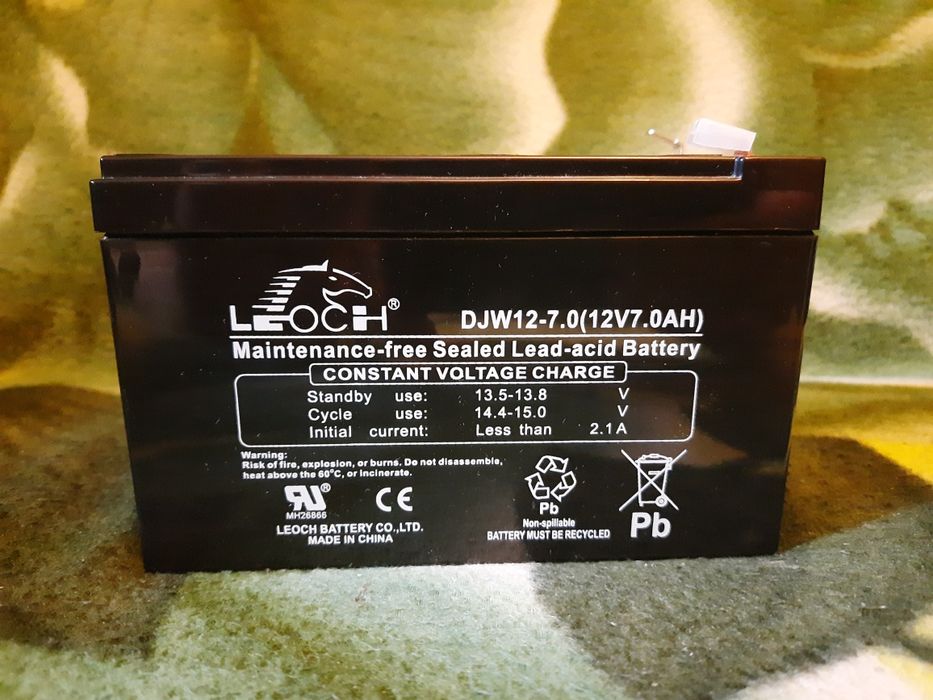 LEOCH®
DJW12-7.0(12V7.0AH)
Maintenance-free Sealed Lead-acid Battery
CONSTANT VOLTAGE CHARGE
Standby use: 13.5-13.8 V
Cycle use: 14.4-15.0 V
Initial current: Less than 2.1A
Warning:
Risk of fire, explosion, or burns. Do not disassemble,
heat above the 60°C, or incinerate.
RU®
MH26866
CE
LEOCH BATTERY CO.,LTD.
MADE IN CHINA
Pb
Non-spillable
BATTERY MUST BE RECYCLED
Pb